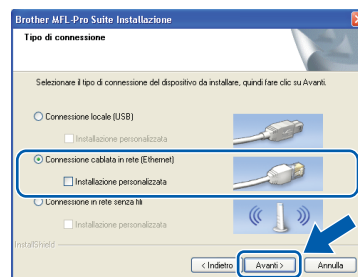 Brother MFL-Pro Suite Installazione
Tipo di connessione
Selezionare il tipo di connessione del dispositivo da installare, quindi fare clic su Avanti.
Connessione locale (USB)
Installazione personalizzata
Connessione cablata in rete (Ethernet)
Installazione personalizzata
Connessione in rete senza fili
Installazione personalizzata
InstallShield
< Indietro
Avanti >
Annulla